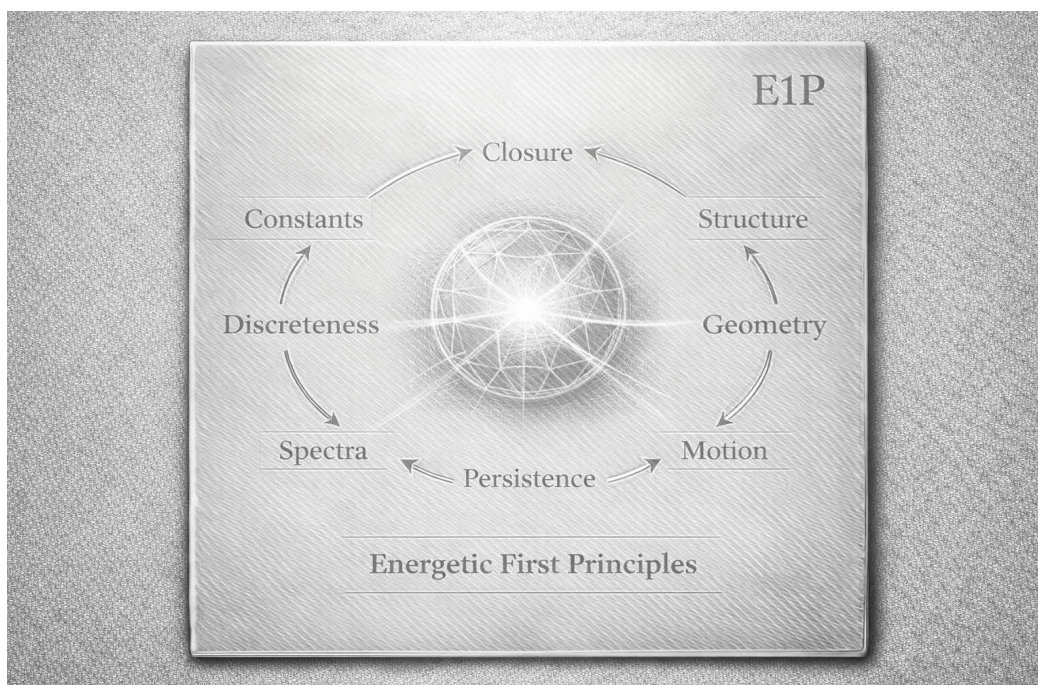 E1P
Closure
Constants
Structure
Discreteness
Geometry
Spectra
Motion
Persistence
Energetic First Principles